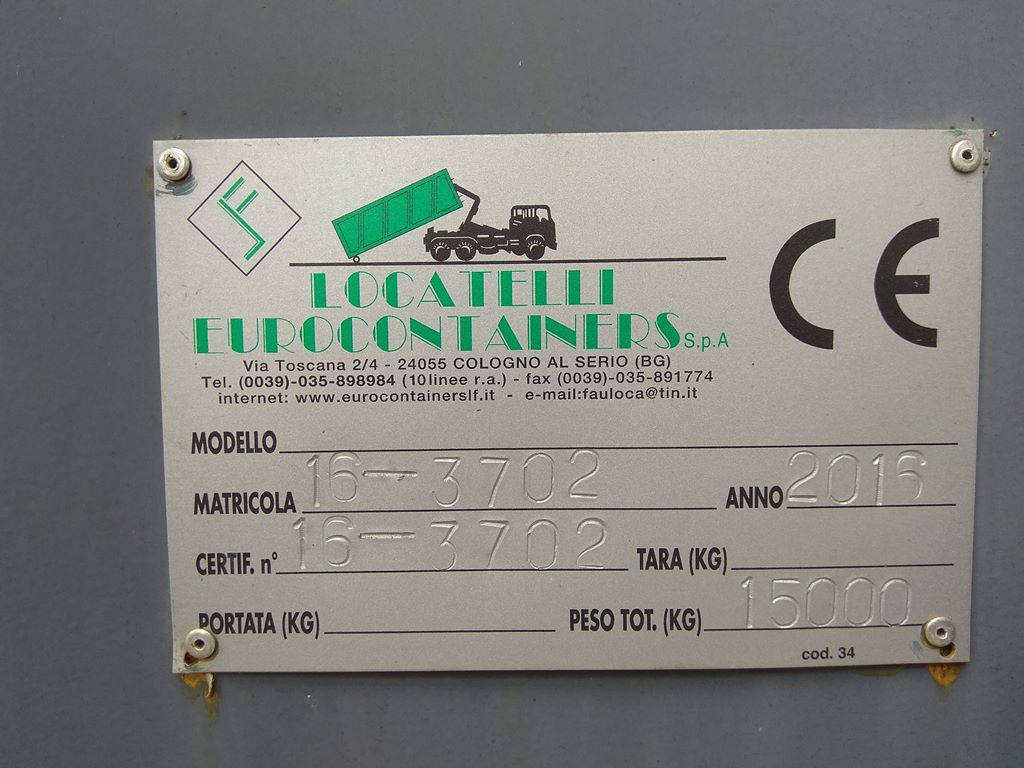 LF
LOCATELLI
EUROCONTAINERS S.p.A
Via Toscana 2/4 - 24055 COLOGNO AL SERIO (BG)
Tel. (0039)-035-898984 (10linee r.a.) - fax (0039)-035-891774
internet: www.eurocontainerslf.it - e-mail:fauloca@tin.it
CE
MODELLO
MATRICOLA 16-3702 ANNO 2016
CERTIF. n° 16-3702 TARA (KG)
PORTATA (KG) PESO TOT. (KG) 15000
cod. 34